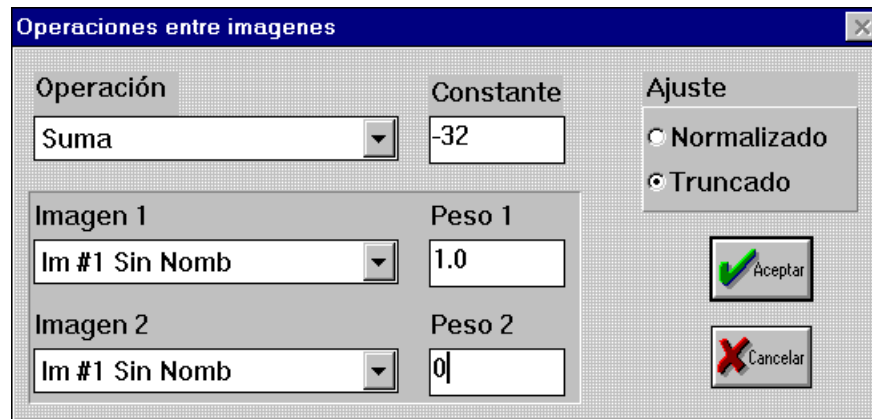 Operaciones entre imagenes
Operación
Constante
Ajuste
Suma
-32
Normalizado
Truncado
Imagen 1
Peso 1
Im #1 Sin Nomb
1.0
Aceptar
Imagen 2
Peso 2
Im #1 Sin Nomb
0
Cancelar